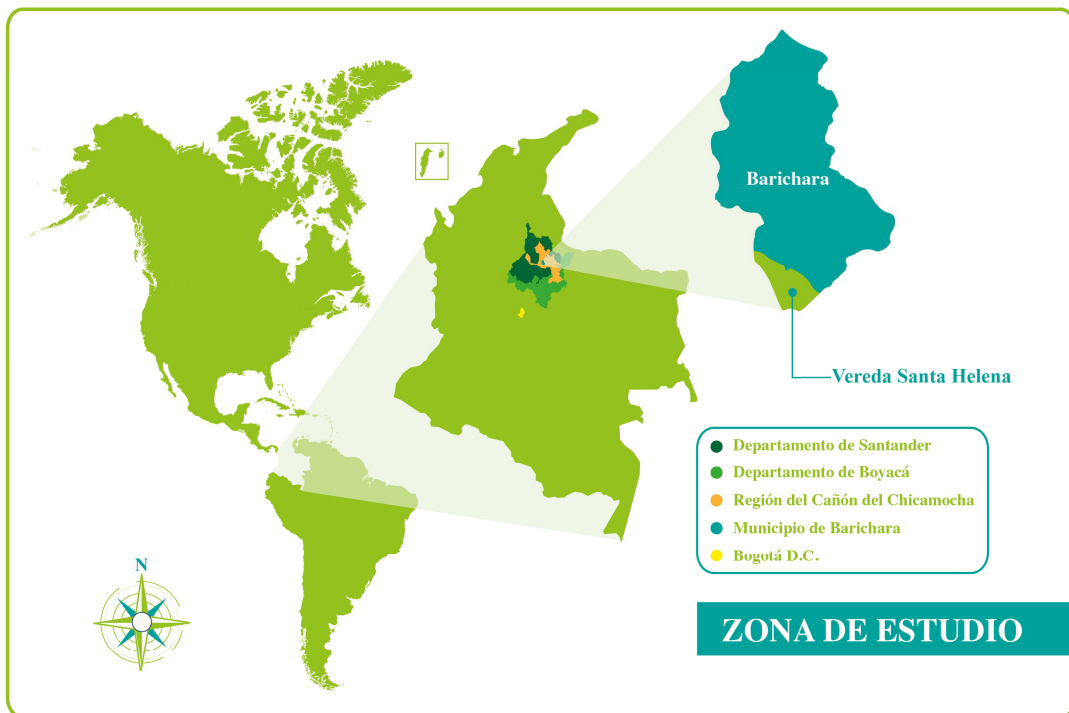 Barichara
Vereda Santa Helena
Departamento de Santander
Departamento de Boyacá
Región del Cañón del Chicamocha
Municipio de Barichara
Bogotá D.C.
N
ZONA DE ESTUDIO